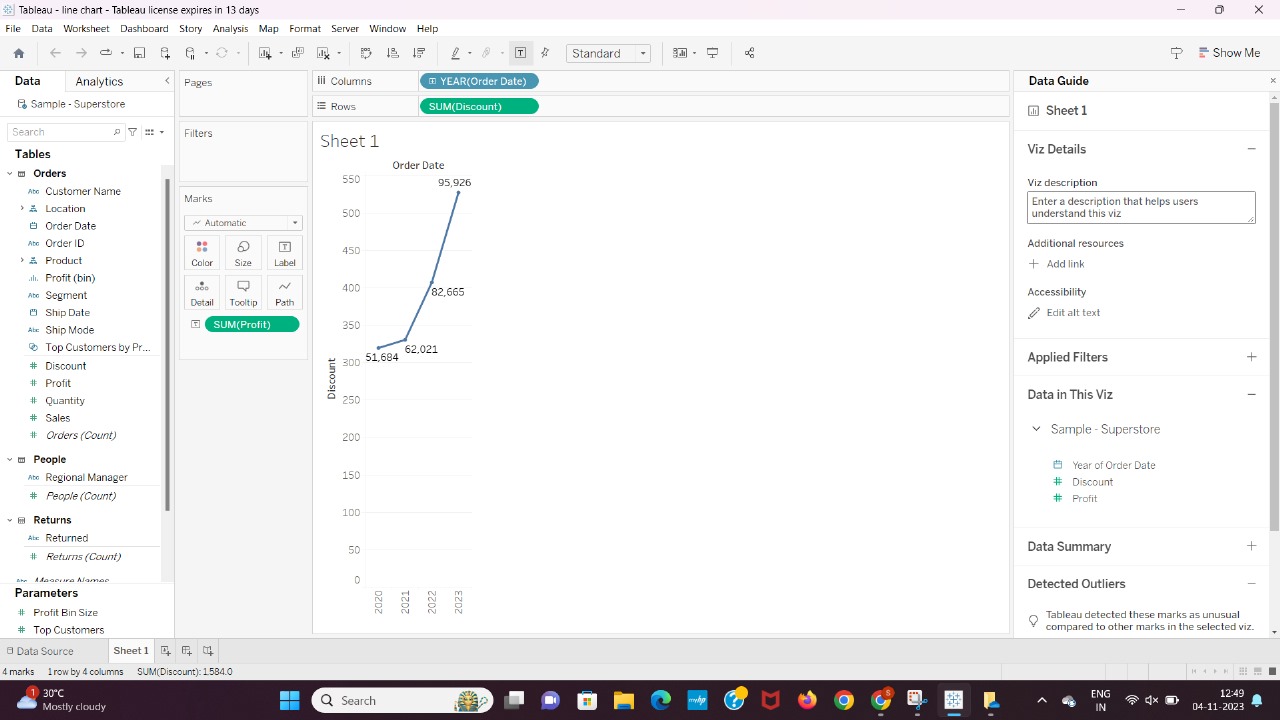 Tableau - line chart - Tableau license expires in 13 days
File Data Worksheet Dashboard Story Analysis Map Format Server Window Help
Standard
Show Me
Data Analytics
Sample - Superstore
Search
Tables
Orders
Abc Customer Name
Location
Order Date
Abc Order ID
Product
Profit (bin)
Abc Segment
Ship Date
Abc Ship Mode
Top Customers by Pr...
# Discount
# Profit
# Quantity
# Sales
# Orders (Count)
People
Abc Regional Manager
# People (Count)
Returns
Abc Returned
# Returns (Count)
Abc Measure Names
Parameters
# Profit Bin Size
# Top Customers
Pages
Filters
Marks
Automatic
Color Size Label
Detail Tooltip Path
SUM(Profit)
Columns YEAR(Order Date)
Rows SUM(Discount)
Sheet 1
Order Date
550
500
450
400
350
300
250
200
150
100
50
0
Discount
95,926
82,665
62,021
51,684
2020 2021 2022 2023
Data Guide
Sheet 1
Viz Details
Viz description
Enter a description that helps users
understand this viz
Additional resources
Add link
Accessibility
Edit alt text
Applied Filters
Data in This Viz
Sample - Superstore
Year of Order Date
# Discount
# Profit
Data Summary
Detected Outliers
Tableau detected these marks as unusual
compared to other marks in the selected viz.
Data Source Sheet 1
4 marks 1 row by 4 columns SUM(Discount): 1,584.0
1
30°C
Mostly cloudy
Search
ENG
IN
12:49
04-11-2023